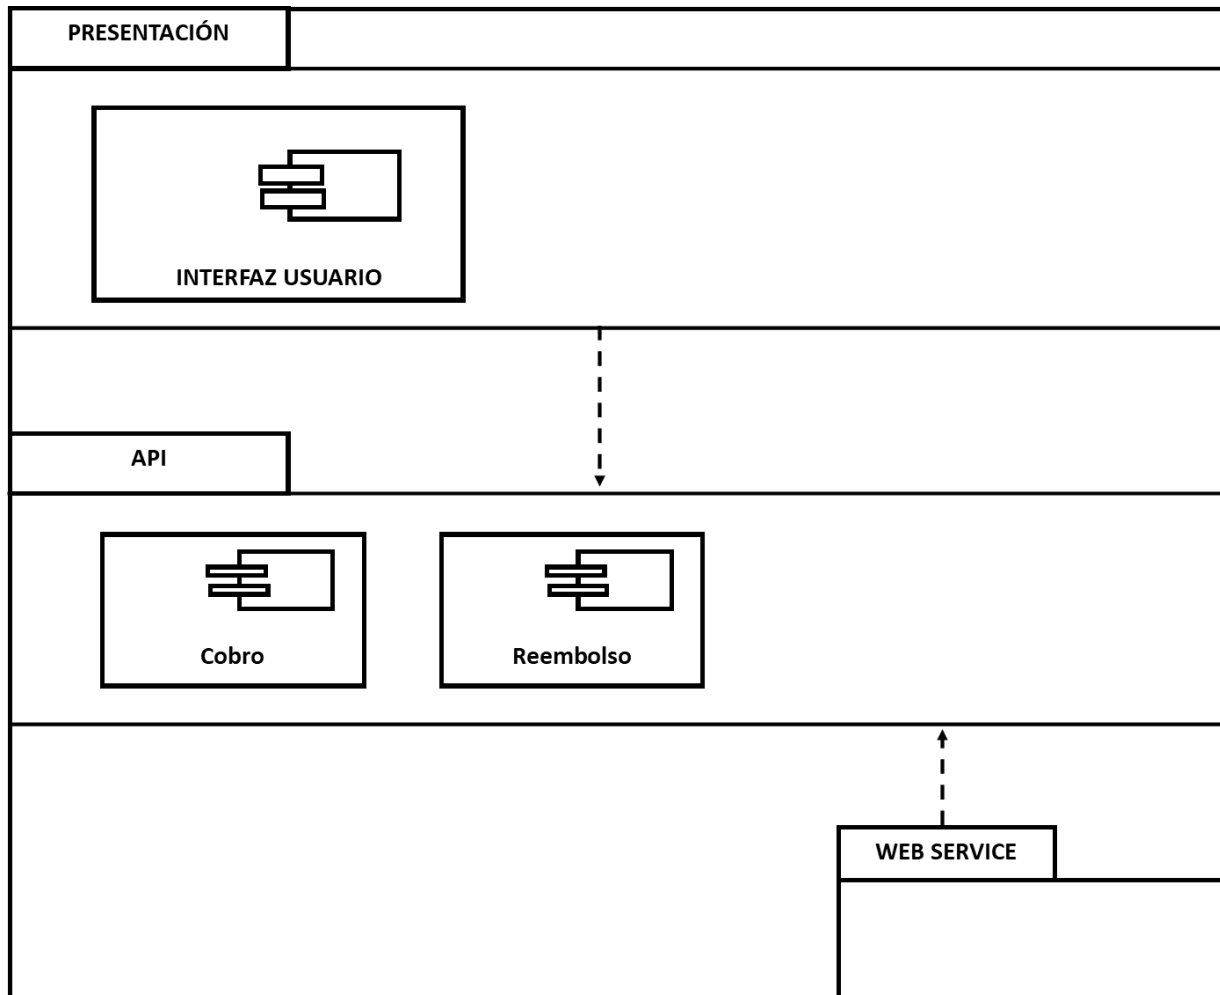 PRESENTACIÓN
INTERFAZ USUARIO
API
Cobro
Reembolso
WEB SERVICE